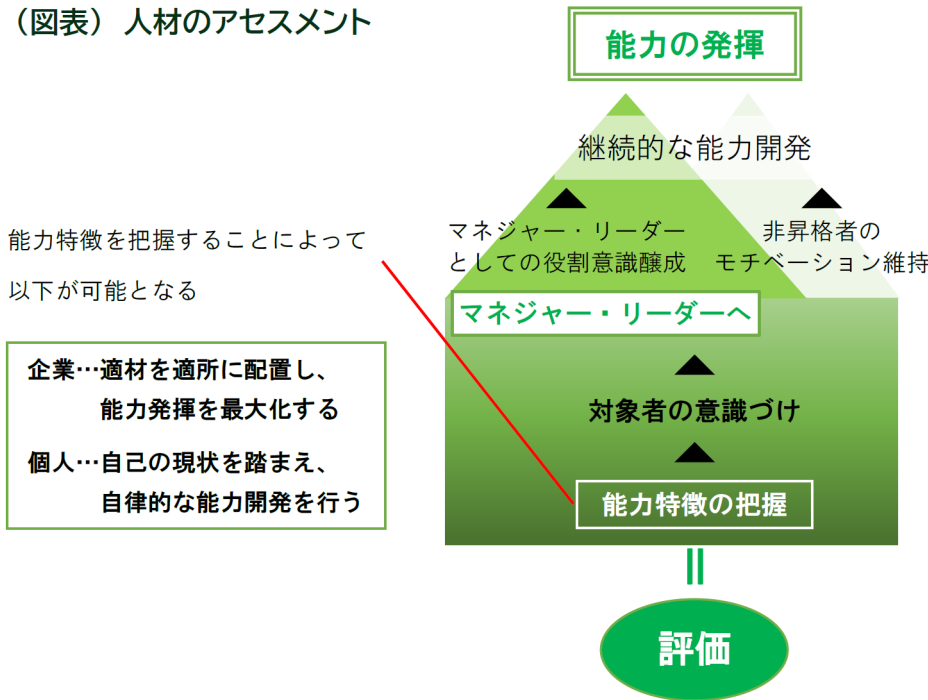 （図表）人材のアセスメント
能力の発揮
継続的な能力開発
マネジャー・リーダー
としての役割意識醸成
非昇格者の
モチベーション維持
能力特徴を把握することによって
以下が可能となる
マネジャー・リーダーへ
企業…適材を適所に配置し、
能力発揮を最大化する
個人…自己の現状を踏まえ、
自律的な能力開発を行う
対象者の意識づけ
能力特徴の把握
評価